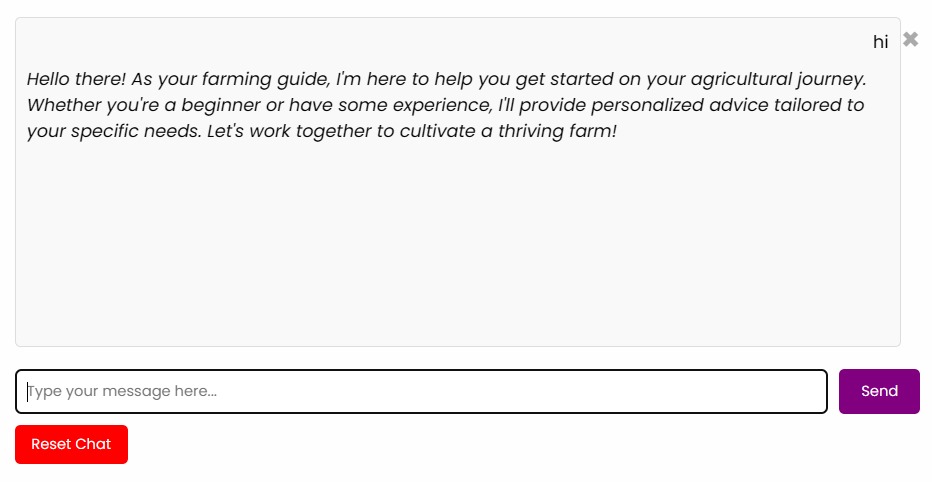 hi
Hello there! As your farming guide, I'm here to help you get started on your agricultural journey.
Whether you're a beginner or have some experience, I'll provide personalized advice tailored to
your specific needs. Let's work together to cultivate a thriving farm!
Type your message here...
Send
Reset Chat